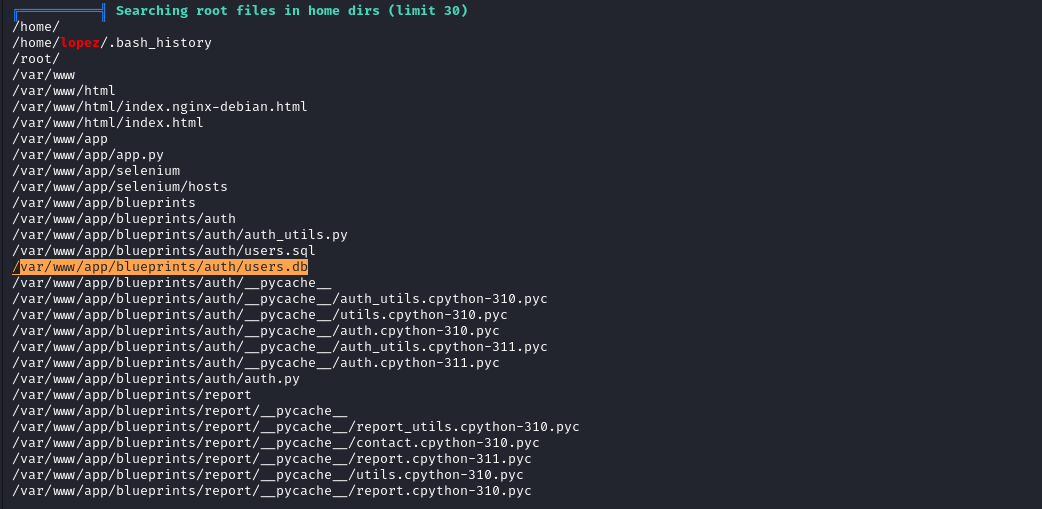 ╔══════════╣ Searching root files in home dirs (limit 30)
/home/
/home/lopez/.bash_history
/root/
/var/www
/var/www/html
/var/www/html/index.nginx-debian.html
/var/www/html/index.html
/var/www/app
/var/www/app/app.py
/var/www/app/selenium
/var/www/app/selenium/hosts
/var/www/app/blueprints
/var/www/app/blueprints/auth
/var/www/app/blueprints/auth/auth_utils.py
/var/www/app/blueprints/auth/users.sql
/var/www/app/blueprints/auth/users.db
/var/www/app/blueprints/auth/__pycache__
/var/www/app/blueprints/auth/__pycache__/auth_utils.cpython-310.pyc
/var/www/app/blueprints/auth/__pycache__/utils.cpython-310.pyc
/var/www/app/blueprints/auth/__pycache__/auth.cpython-310.pyc
/var/www/app/blueprints/auth/__pycache__/auth_utils.cpython-311.pyc
/var/www/app/blueprints/auth/__pycache__/auth.cpython-311.pyc
/var/www/app/blueprints/auth/auth.py
/var/www/app/blueprints/report
/var/www/app/blueprints/report/__pycache__
/var/www/app/blueprints/report/__pycache__/report_utils.cpython-310.pyc
/var/www/app/blueprints/report/__pycache__/contact.cpython-310.pyc
/var/www/app/blueprints/report/__pycache__/report.cpython-311.pyc
/var/www/app/blueprints/report/__pycache__/utils.cpython-310.pyc
/var/www/app/blueprints/report/__pycache__/report.cpython-310.pyc